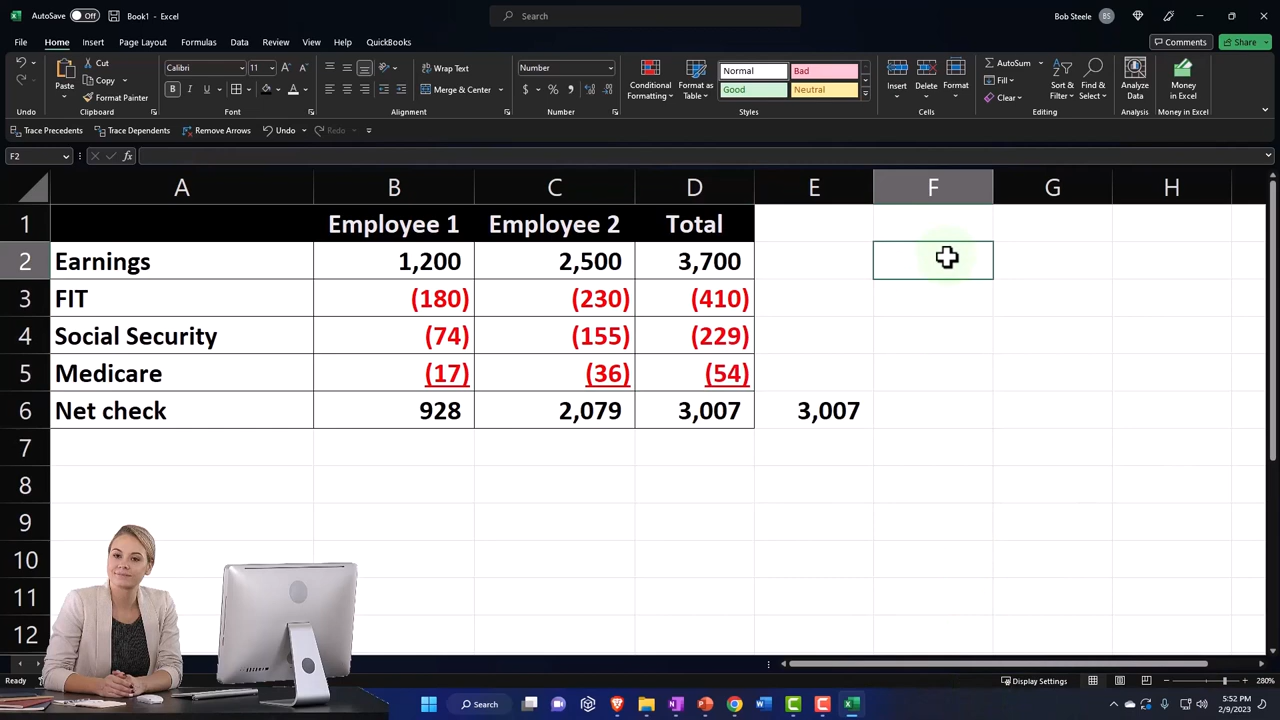 AutoSave Off Book1 - Excel Search Bob Steele BS
File Home Insert Page Layout Formulas Data Review View Help QuickBooks Comments Share
Cut Calibri 11 Wrap Text Number Normal Bad AutoSum
Copy Good Neutral
Paste Format Painter Merge & Center Conditional Formatting Format as Table Insert Delete Format Clear Sort & Filter Find & Select Analyze Data Money in Excel
Undo Clipboard Font Alignment Number Styles Cells Editing Analysis Money in Excel
Trace Precedents Trace Dependents Remove Arrows Undo Redo
F2 fx
A B C D E F G H
1 Employee 1 Employee 2 Total
2 Earnings 1,200 2,500 3,700
3 FIT (180) (230) (410)
4 Social Security (74) (155) (229)
5 Medicare (17) (36) (54)
6 Net check 928 2,079 3,007 3,007
7
8
9
10
11
12
Ready Display Settings 280%
Search 5:52 PM
2/9/2023